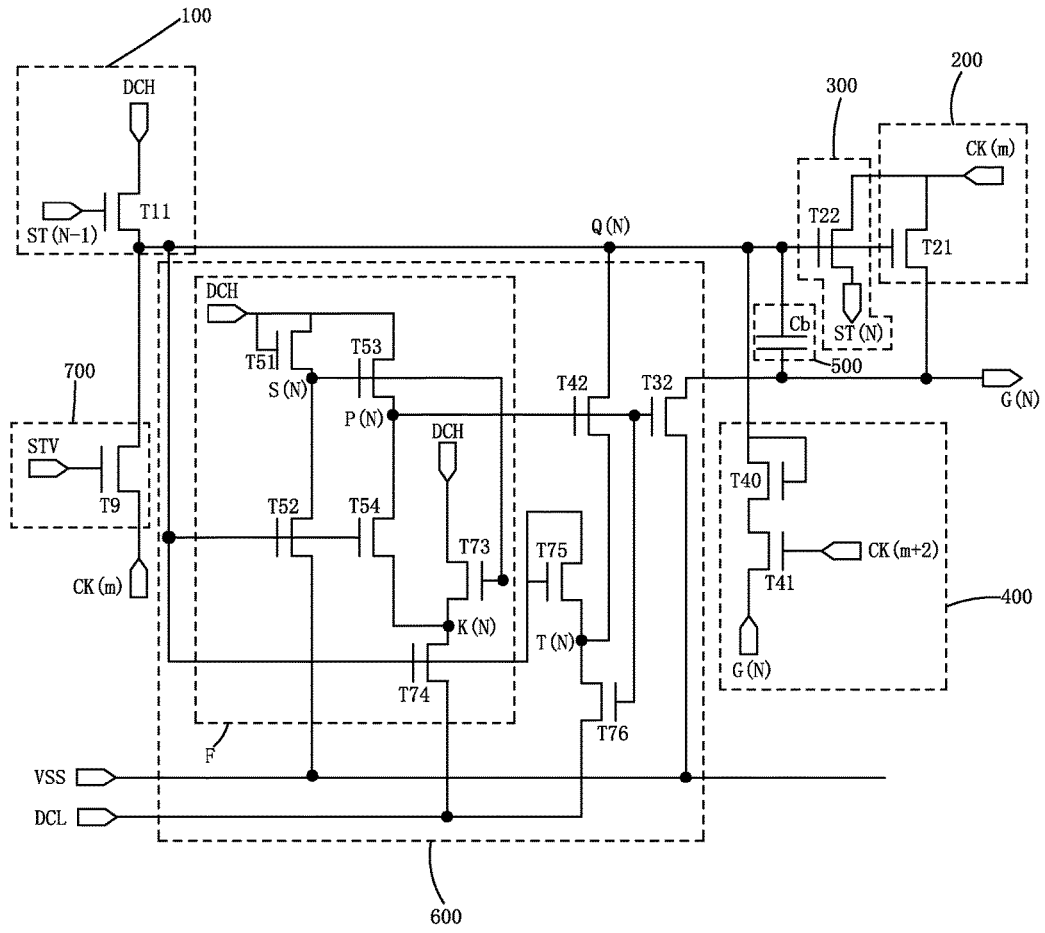 100
DCH
T11
ST(N-1)
200
300
CK(m)
T22
T21
Q(N)
ST(N)
Cb
500
G(N)
DCH
T51
T53
S(N)
P(N)
T42
T32
DCH
700
STV
T9
CK(m)
T52
T54
T73
T75
K(N)
T(N)
T74
T76
F
T40
T41
CK(m+2)
G(N)
400
VSS
DCL
600